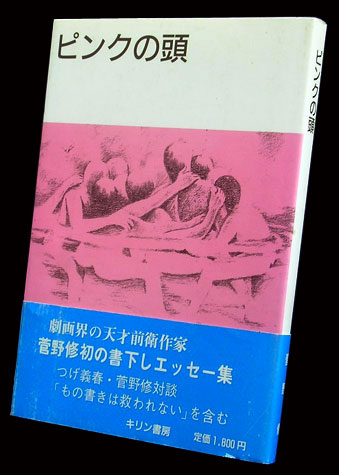 ピンクの頭
ピンクの頭
劇画界の天才前衛作家
菅野修初の書下しエッセー集
つげ義春・菅野修対談
「もの書きは救われない」を含む
キリン書房
定価1,800円